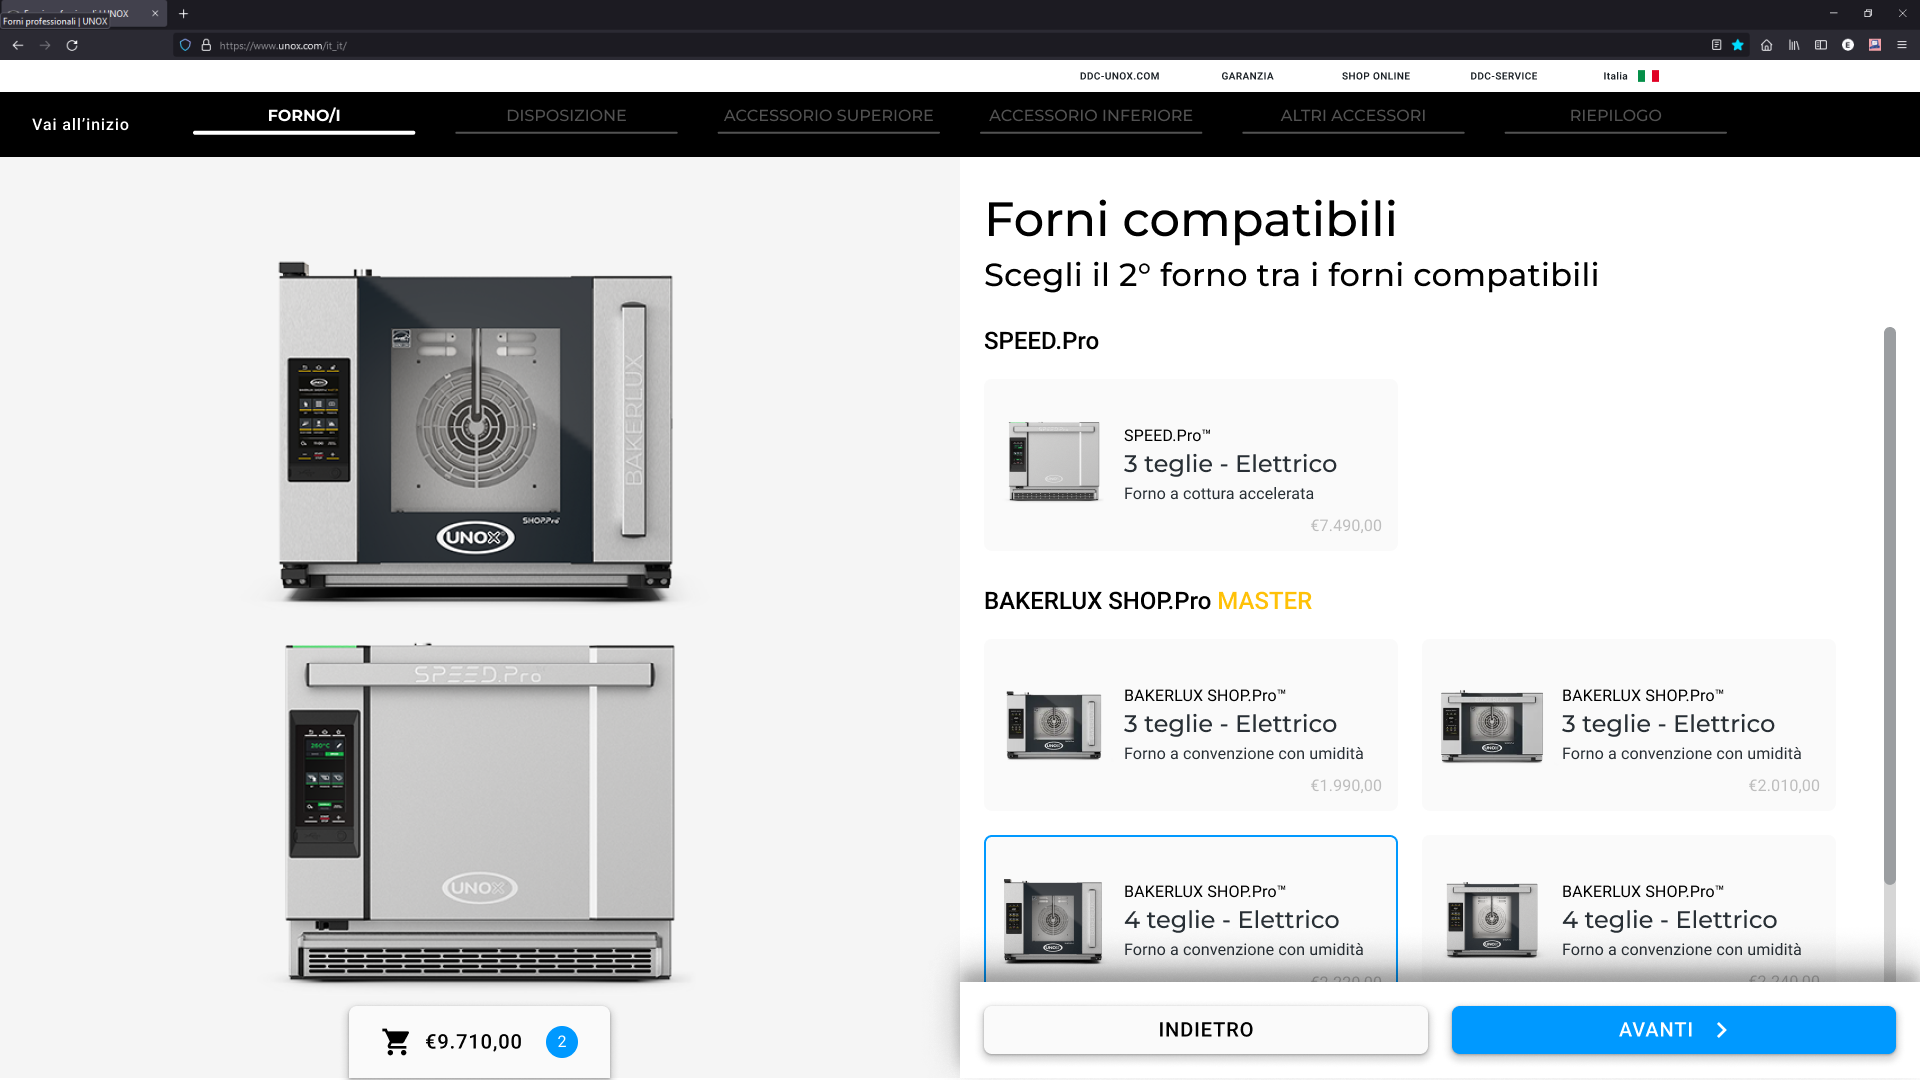 UNOX
Forni professionali | UNOX
https://www.unox.com/it_it/
DDC-UNOX.COM
GARANZIA
SHOP ONLINE
DDC-SERVICE
Italia
Vai all'inizio
FORNO/I
DISPOSIZIONE
ACCESSORIO SUPERIORE
ACCESSORIO INFERIORE
ALTRI ACCESSORI
RIEPILOGO
BAKERLUX
SHOP.Pro
UNOX
SPEED.Pro
260°C
UNOX
€9.710,00
2
Forni compatibili
Scegli il 2° forno tra i forni compatibili
SPEED.Pro
SPEED.Pro™
3 teglie - Elettrico
Forno a cottura accelerata
€7.490,00
BAKERLUX SHOP.Pro MASTER
BAKERLUX SHOP.Pro™
3 teglie - Elettrico
Forno a convenzione con umidità
€1.990,00
BAKERLUX SHOP.Pro™
3 teglie - Elettrico
Forno a convenzione con umidità
€2.010,00
BAKERLUX SHOP.Pro™
4 teglie - Elettrico
Forno a convenzione con umidità
BAKERLUX SHOP.Pro™
4 teglie - Elettrico
Forno a convenzione con umidità
INDIETRO
AVANTI